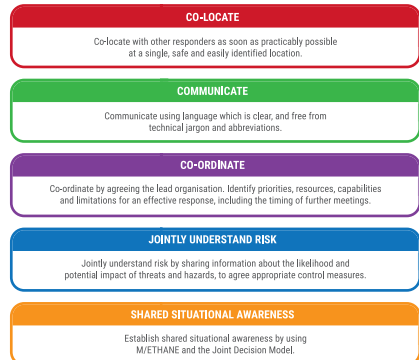 CO-LOCATE
Co-locate with other responders as soon as practicably possible
at a single, safe and easily identified location.
COMMUNICATE
Communicate using language which is clear, and free from
technical jargon and abbreviations.
CO-ORDINATE
Co-ordinate by agreeing the lead organisation. Identify priorities, resources, capabilities
and limitations for an effective response, including the timing of further meetings.
JOINTLY UNDERSTAND RISK
Jointly understand risk by sharing information about the likelihood and
potential impact of threats and hazards, to agree appropriate control measures.
SHARED SITUATIONAL AWARENESS
Establish shared situational awareness by using
M/ETHANE and the Joint Decision Model.